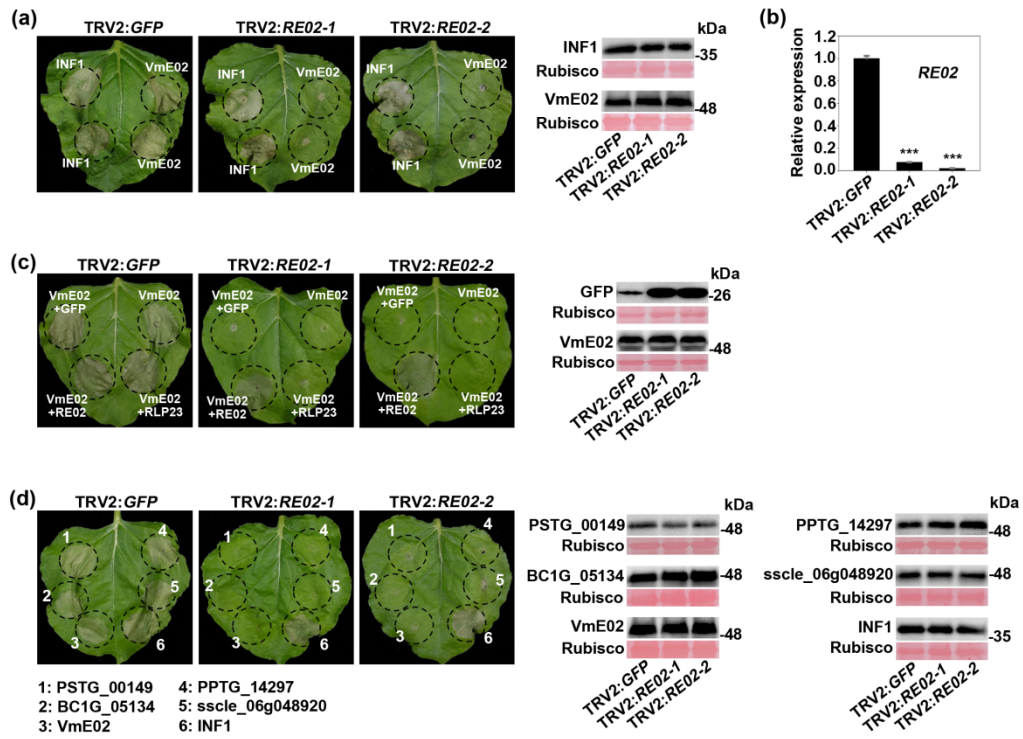 (a)
TRV2:GFP TRV2:RE02-1 TRV2:RE02-2
INF1 VmE02 INF1 VmE02
INF1 VmE02 INF1 VmE02
INF1 VmE02 INF1 VmE02
kDa
INF1 -35
Rubisco
VmE02 -48
Rubisco
TRV2:GFP
TRV2:RE02-1
TRV2:RE02-2
(b)
Relative expression
1.2
1.0
0.8
0.6
0.4
0.2
0.0
RE02
*** ***
TRV2:GFP
TRV2:RE02-1
TRV2:RE02-2
(c)
TRV2:GFP TRV2:RE02-1 TRV2:RE02-2
VmE02 +GFP VmE02
VmE02 +RE02 VmE02 +RLP23
VmE02 +GFP VmE02
VmE02 +RE02 VmE02 +RLP23
VmE02 +GFP VmE02
VmE02 +RE02 VmE02 +RLP23
kDa
GFP -26
Rubisco
VmE02 -48
Rubisco
TRV2:GFP
TRV2:RE02-1
TRV2:RE02-2
(d)
TRV2:GFP TRV2:RE02-1 TRV2:RE02-2
1 4 1 4 1 4
2 5 2 5 2 5
3 6 3 6 3 6
1: PSTG_00149 4: PPTG_14297
2: BC1G_05134 5: sscle_06g048920
3: VmE02 6: INF1
kDa
PSTG_00149 -48
Rubisco
BC1G_05134 -48
Rubisco
VmE02 -48
Rubisco
TRV2:GFP
TRV2:RE02-1
TRV2:RE02-2
kDa
PPTG_14297 -48
Rubisco
sscle_06g048920 -48
Rubisco
INF1 -35
Rubisco
TRV2:GFP
TRV2:RE02-1
TRV2:RE02-2